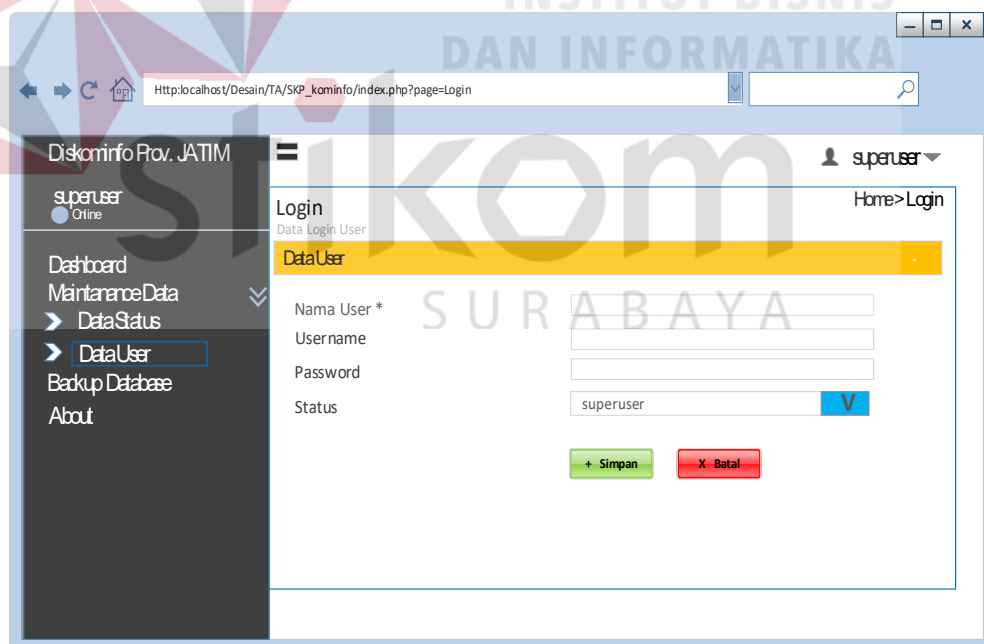 INSTITUT BISNIS
DAN INFORMATIKA
stikom
SURABAYA
Http:localhost/Desain/TA/SKP_kominfo/index.php?page=Login
Diskominfo Prov. JATIM
superuser
superuser
Online
Home > Login
Login
Data Login User
Data User -
Dashboard
Maintanance Data
Data Status
Data User
Backup Database
About
Nama User *
Username
Password
Status superuser V
+ Simpan X Batal